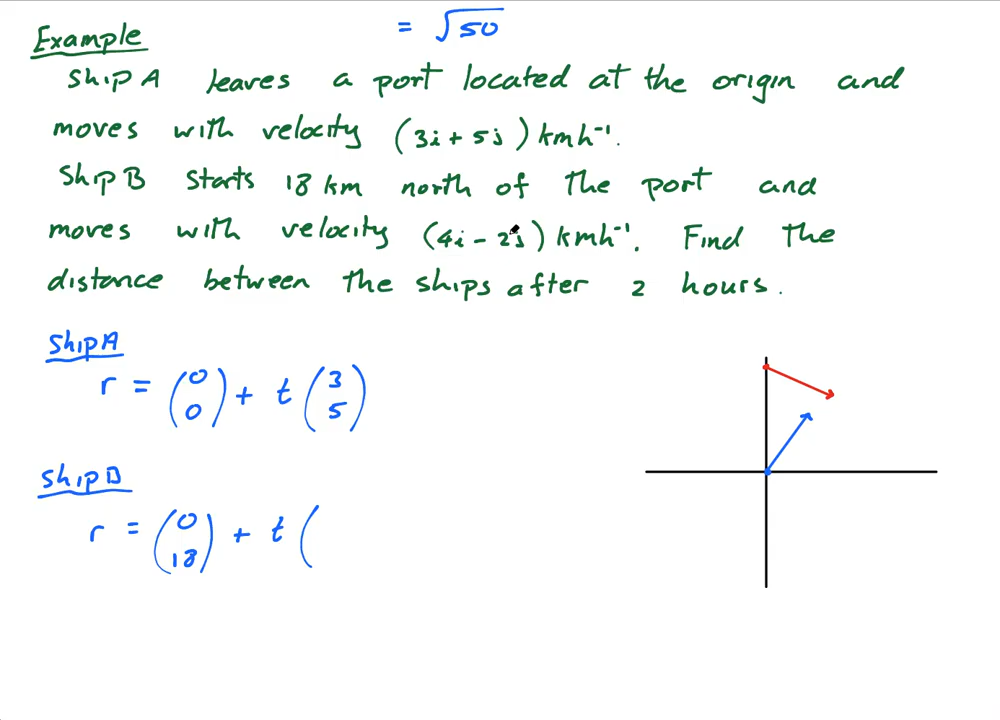 = √50
Example
Ship A leaves a port located at the origin and
moves with velocity (3i + 5j) kmh⁻¹.
Ship B starts 18 km north of the port and
moves with velocity (4i - 2j) kmh⁻¹. Find the
distance between the ships after 2 hours.
Ship A
r = (0 0) + t (3 5)
Ship B
r = (0 18) + t (